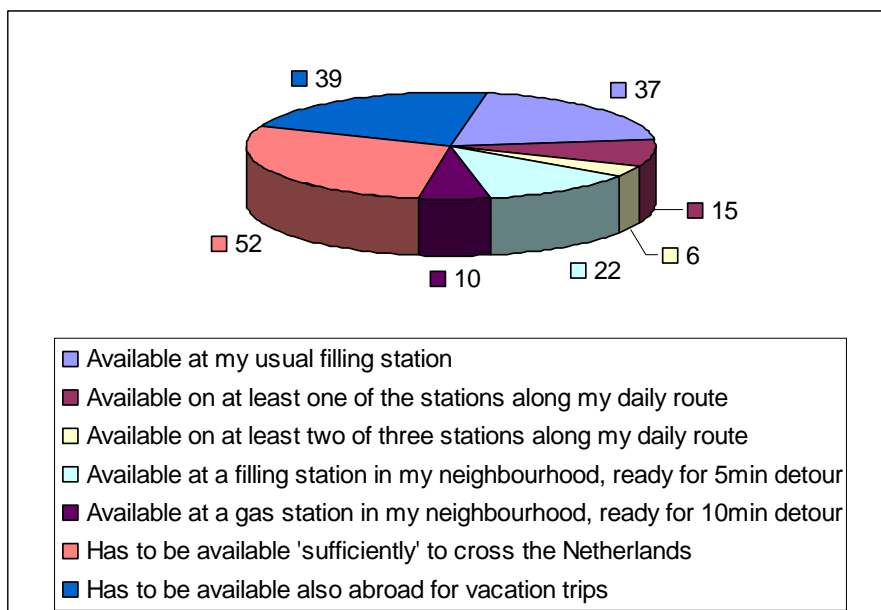 39
37
15
6
22
10
52
Available at my usual filling station
Available on at least one of the stations along my daily route
Available on at least two of three stations along my daily route
Available at a filling station in my neighbourhood, ready for 5min detour
Available at a gas station in my neighbourhood, ready for 10min detour
Has to be available 'sufficiently' to cross the Netherlands
Has to be available also abroad for vacation trips